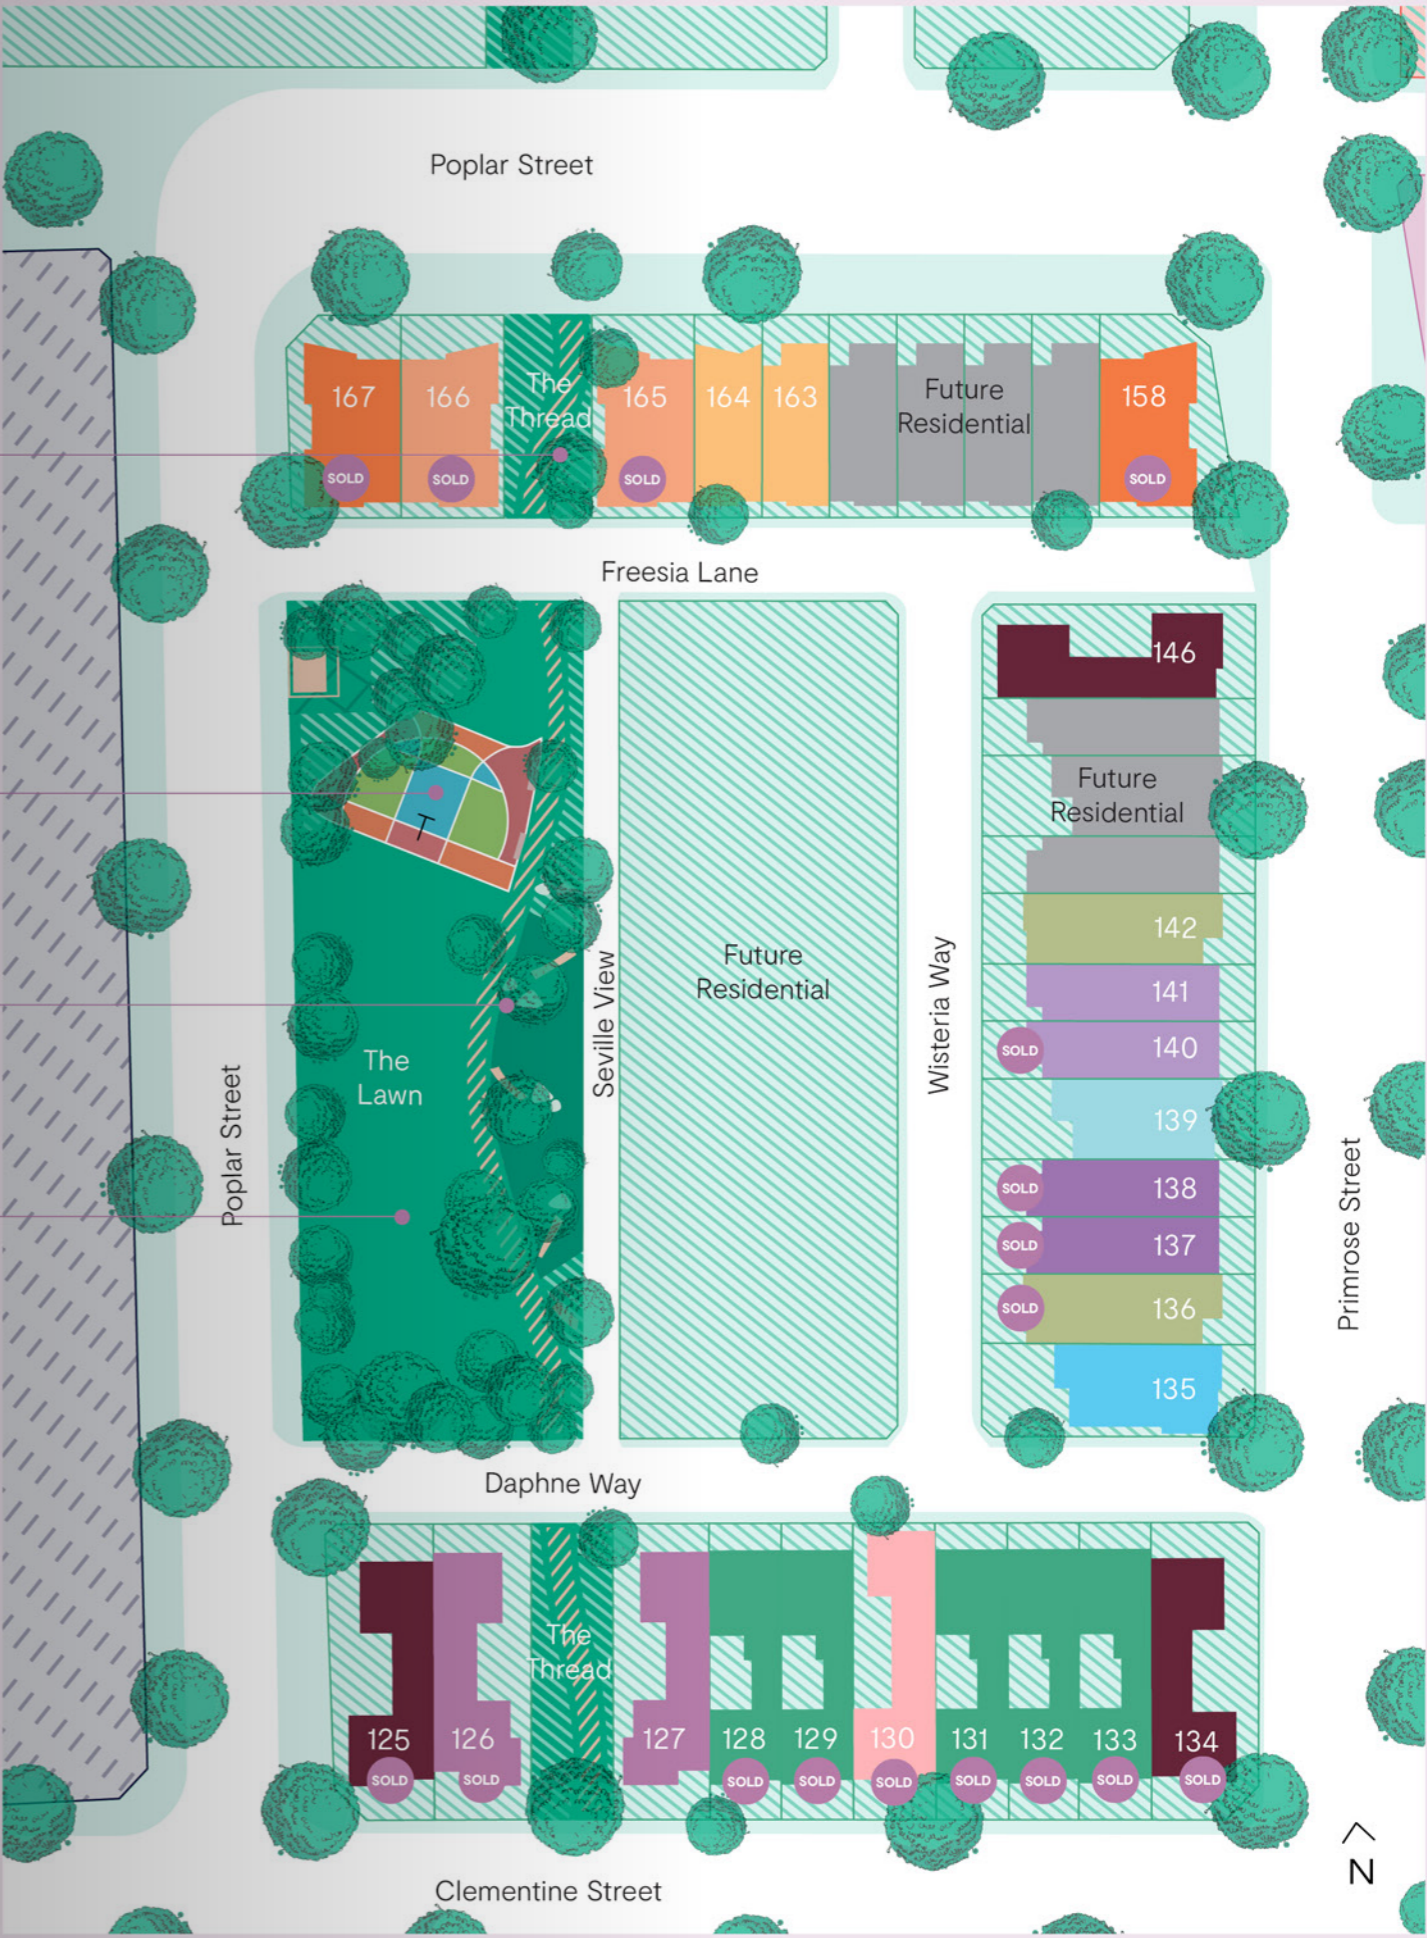 Poplar Street
167
166
The
Thread
165
164
163
Future
Residential
158
SOLD
SOLD
SOLD
SOLD
Freesia Lane
146
Future
Residential
142
141
SOLD
140
139
SOLD
138
SOLD
137
SOLD
136
135
Future
Residential
The
Lawn
Seville View
Wisteria Way
Poplar Street
Primrose Street
Daphne Way
The
Thread
125
126
127
128
129
130
131
132
133
134
SOLD
SOLD
SOLD
SOLD
SOLD
SOLD
SOLD
SOLD
SOLD
Clementine Street
N